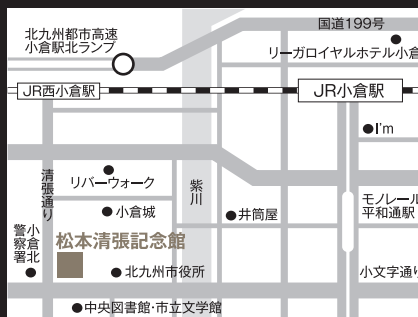 国道199号
北九州都市高速
小倉駅北ランプ
リーガロイヤルホテル小倉
JR西小倉駅
JR小倉駅
I'm
清張通り
リバーウォーク
紫川
小倉城
井筒屋
モノレール
平和通駅
松本清張記念館
小倉北
警察署
北九州市役所
小文字通り
中央図書館・市立文学館